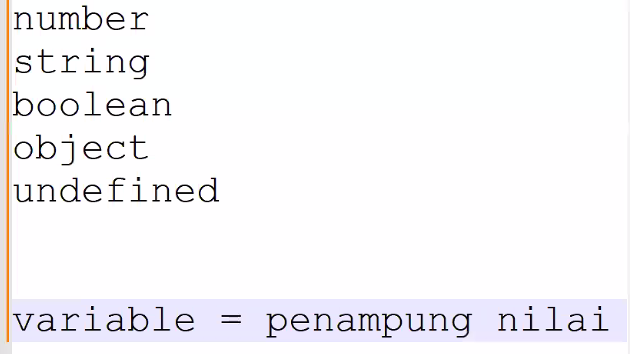 number
string
boolean
object
undefined
variable = penampung nilai